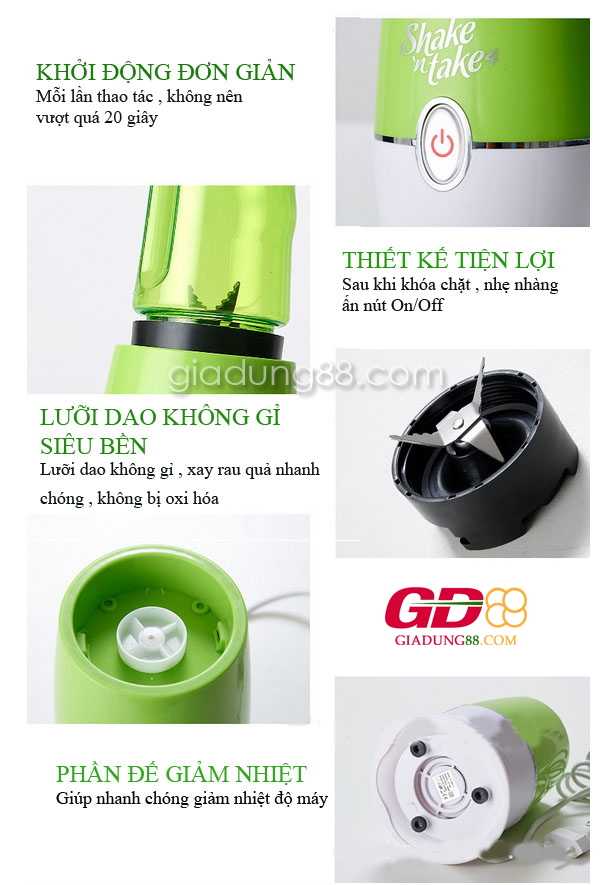 KHỞI ĐỘNG ĐƠN GIẢN
Mỗi lần thao tác , không nên
vượt quá 20 giây
Shake
'n take4
THIẾT KẾ TIỆN LỢI
Sau khi khóa chặt , nhẹ nhàng
ấn nút On/Off
giadung88.com
LƯỠI DAO KHÔNG GỈ
SIÊU BỀN
Lưỡi dao không gỉ , xay rau quả nhanh
chóng , không bị oxi hóa
GD88
GIADUNG88.COM
PHẦN ĐẾ GIẢM NHIỆT
Giúp nhanh chóng giảm nhiệt độ máy